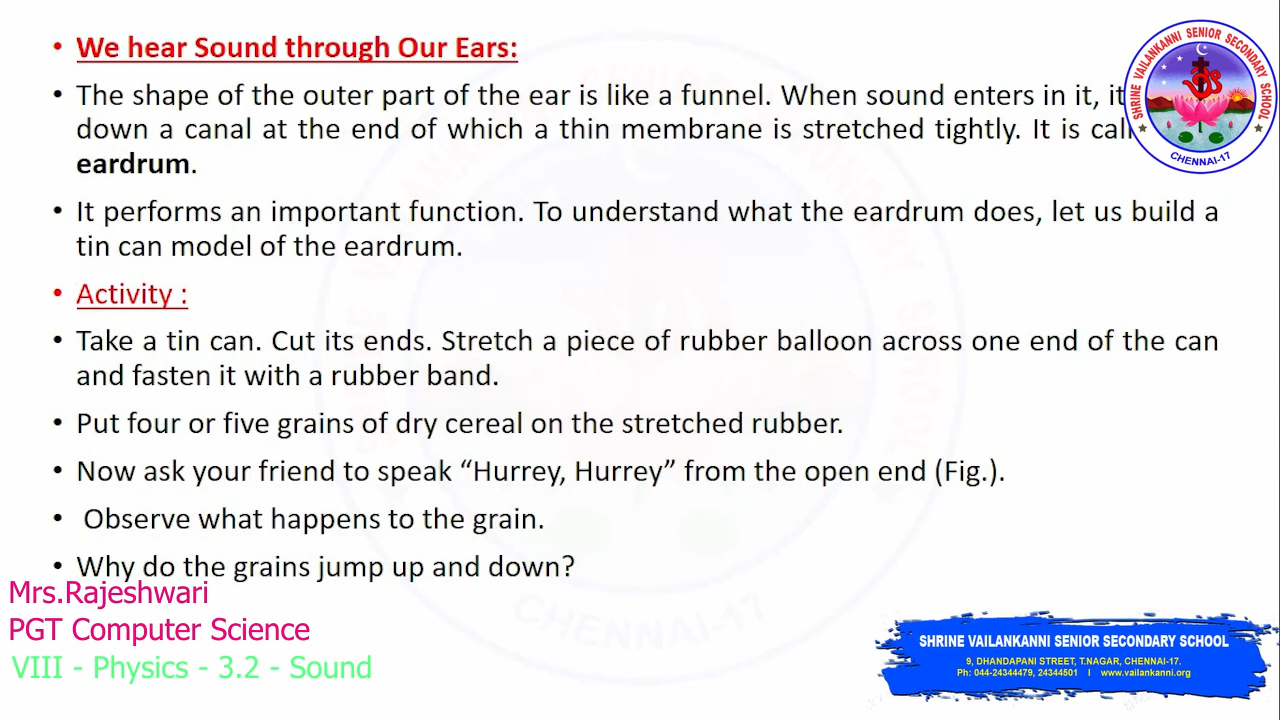 • We hear Sound through Our Ears:
• The shape of the outer part of the ear is like a funnel. When sound enters in it, it
down a canal at the end of which a thin membrane is stretched tightly. It is
eardrum.
• It performs an important function. To understand what the eardrum does, let us build a
tin can model of the eardrum.
• Activity :
• Take a tin can. Cut its ends. Stretch a piece of rubber balloon across one end of the can
and fasten it with a rubber band.
• Put four or five grains of dry cereal on the stretched rubber.
• Now ask your friend to speak “Hurrey, Hurrey” from the open end (Fig.).
• Observe what happens to the grain.
• Why do the grains jump up and down?
Mrs.Rajeshwari
PGT Computer Science
VIII - Physics - 3.2 - Sound
SHRINE VAILANKANNI SENIOR SECONDARY SCHOOL
CHENNAI-17
SHRINE VAILANKANNI SENIOR SECONDARY SCHOOL
9, DHANDAPANI STREET, T.NAGAR, CHENNAI-17.
Ph: 044-24344479, 24344501 I www.vailankanni.org